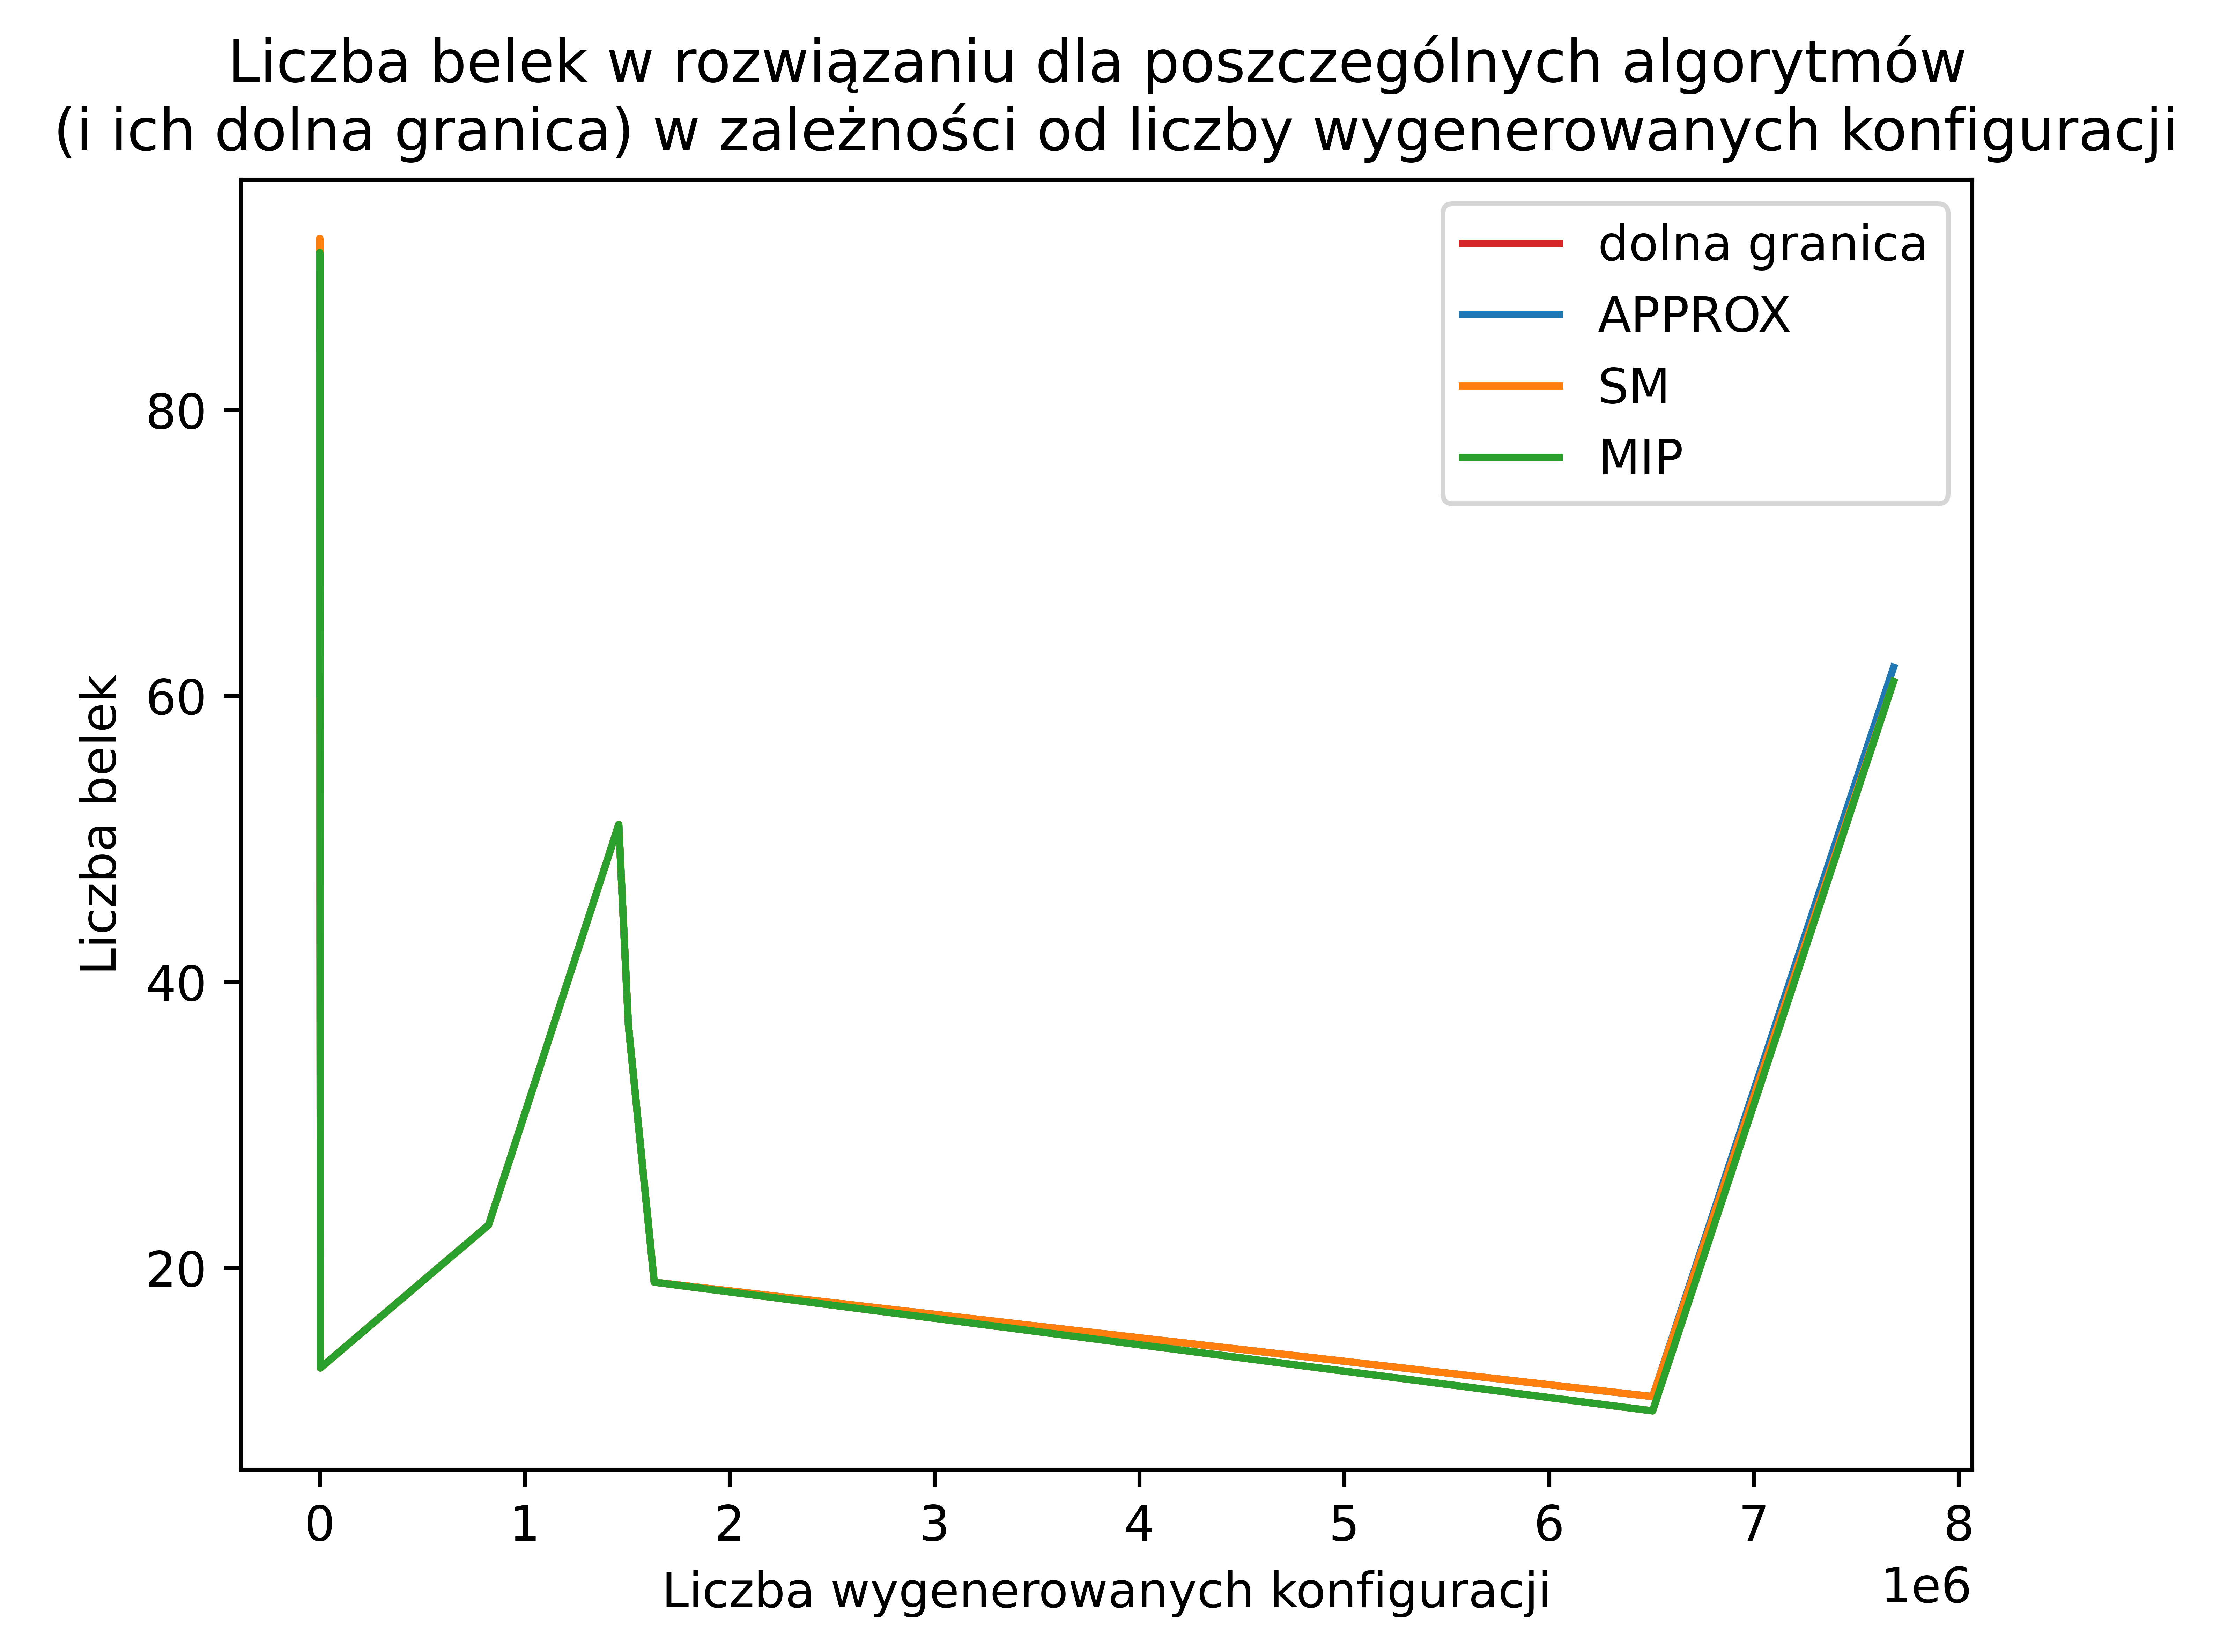 Liczba belek w rozwiązaniu dla poszczególnych algorytmów
(i ich dolna granica) w zależności od liczby wygenerowanych konfiguracji
dolna granica
APPROX
SM
MIP
Liczba belek
80
60
40
20
0 1 2 3 4 5 6 7 8
1e6
Liczba wygenerowanych konfiguracji